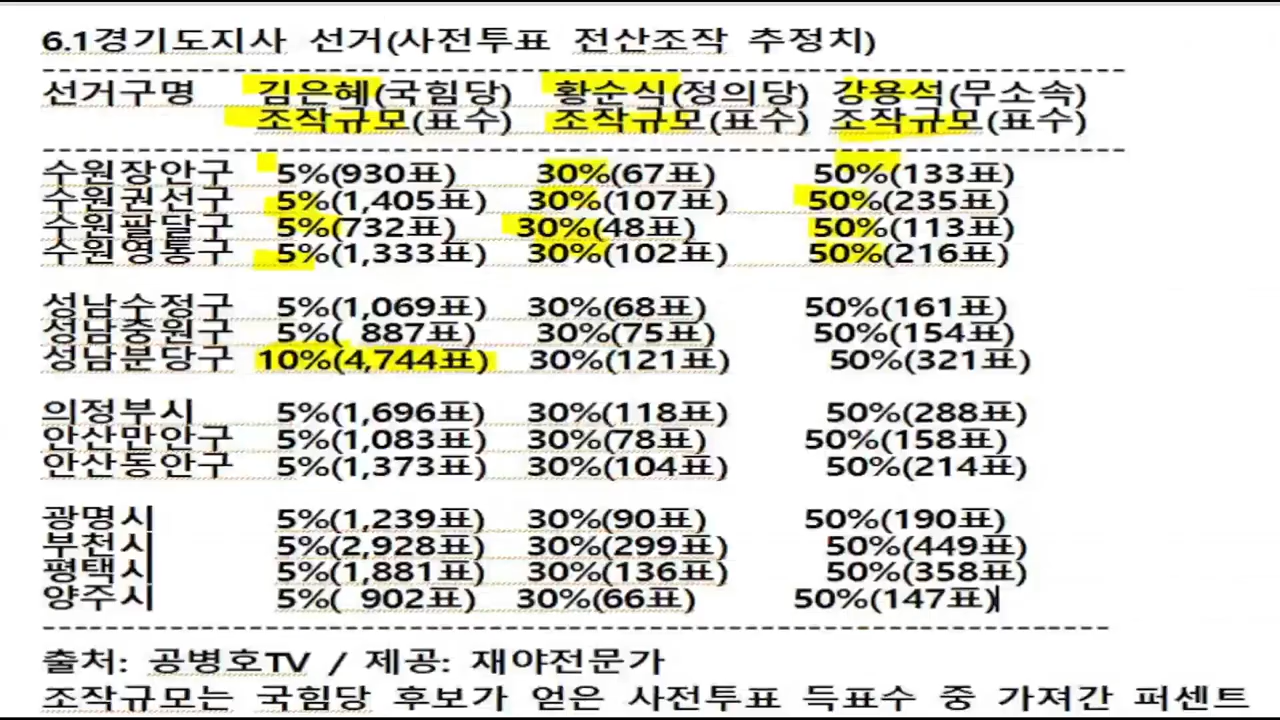 6.1경기도지사 선거(사전투표 전산조작 추정치)
선거구명 김은혜(국힘당) 황순식(정의당) 강용석(무소속)
조작규모(표수) 조작규모(표수) 조작규모(표수)
수원장안구 5%(930표) 30%(67표) 50%(133표)
수원권선구 5%(1,405표) 30%(107표) 50%(235표)
수원팔달구 5%(732표) 30%(48표) 50%(113표)
수원영통구 5%(1,333표) 30%(102표) 50%(216표)
성남수정구 5%(1,069표) 30%(68표) 50%(161표)
성남중원구 5%( 887표) 30%(75표) 50%(154표)
성남분당구 10%(4,744표) 30%(121표) 50%(321표)
의정부시 5%(1,696표) 30%(118표) 50%(288표)
안산만안구 5%(1,083표) 30%(78표) 50%(158표)
안산동안구 5%(1,373표) 30%(104표) 50%(214표)
광명시 5%(1,239표) 30%(90표) 50%(190표)
부천시 5%(2,928표) 30%(299표) 50%(449표)
평택시 5%(1,881표) 30%(136표) 50%(358표)
양주시 5%( 902표) 30%(66표) 50%(147표)
출처: 공병호TV / 제공: 재야전문가
조작규모는 국힘당 후보가 얻은 사전투표 득표수 중 가져간 퍼센트